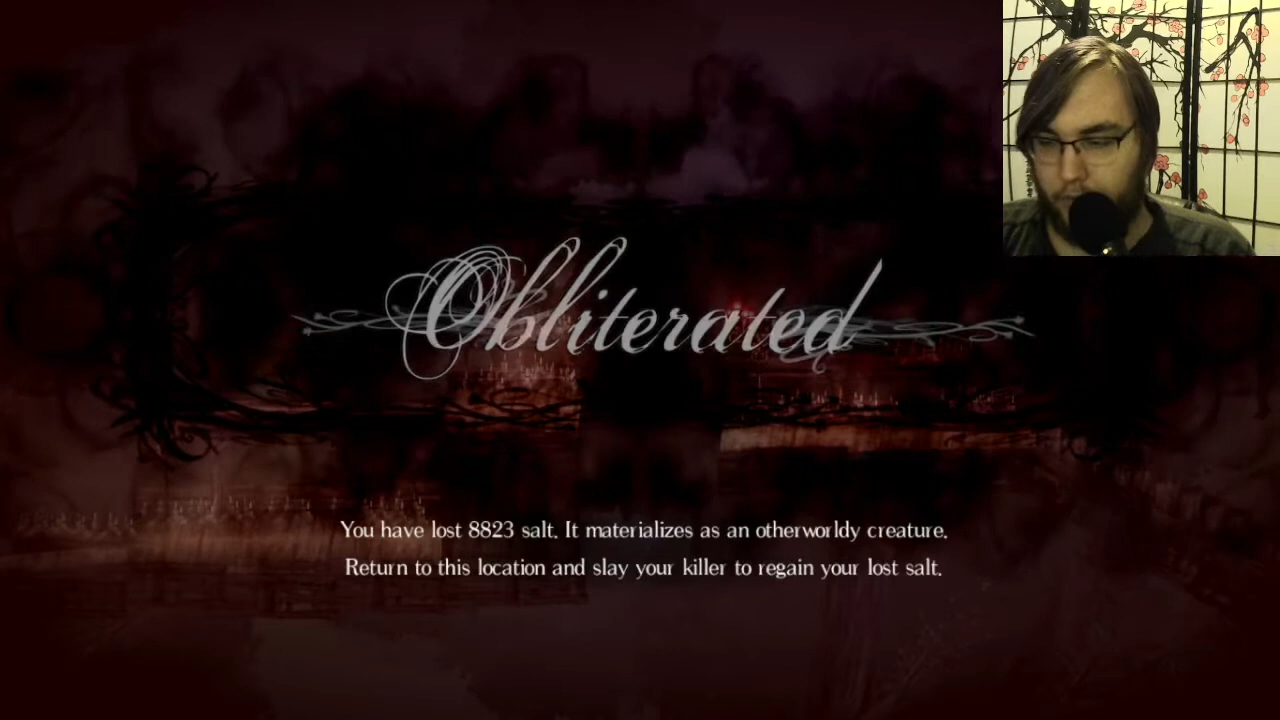 Obliterated
You have lost 8823 salt. It materializes as an otherworldy creature.
Return to this location and slay your killer to regain your lost salt.